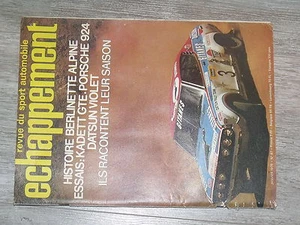 revue du sport automobile
echappement
HISTOIRE BERLINETTE ALPINE
ESSAIS: KADETT GTE. PORSCHE 924
DATSUN VIOLET
ILS RACONTENT LEUR SAISON